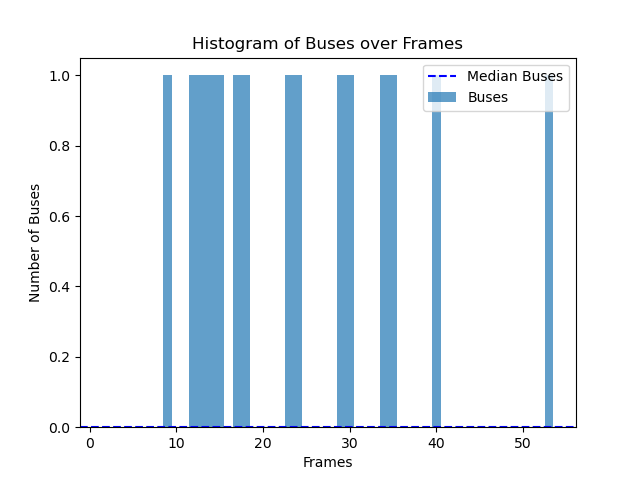 Histogram of Buses over Frames
Median Buses
Buses
Number of Buses
1.0
0.8
0.6
0.4
0.2
0.0
0 10 20 30 40 50
Frames